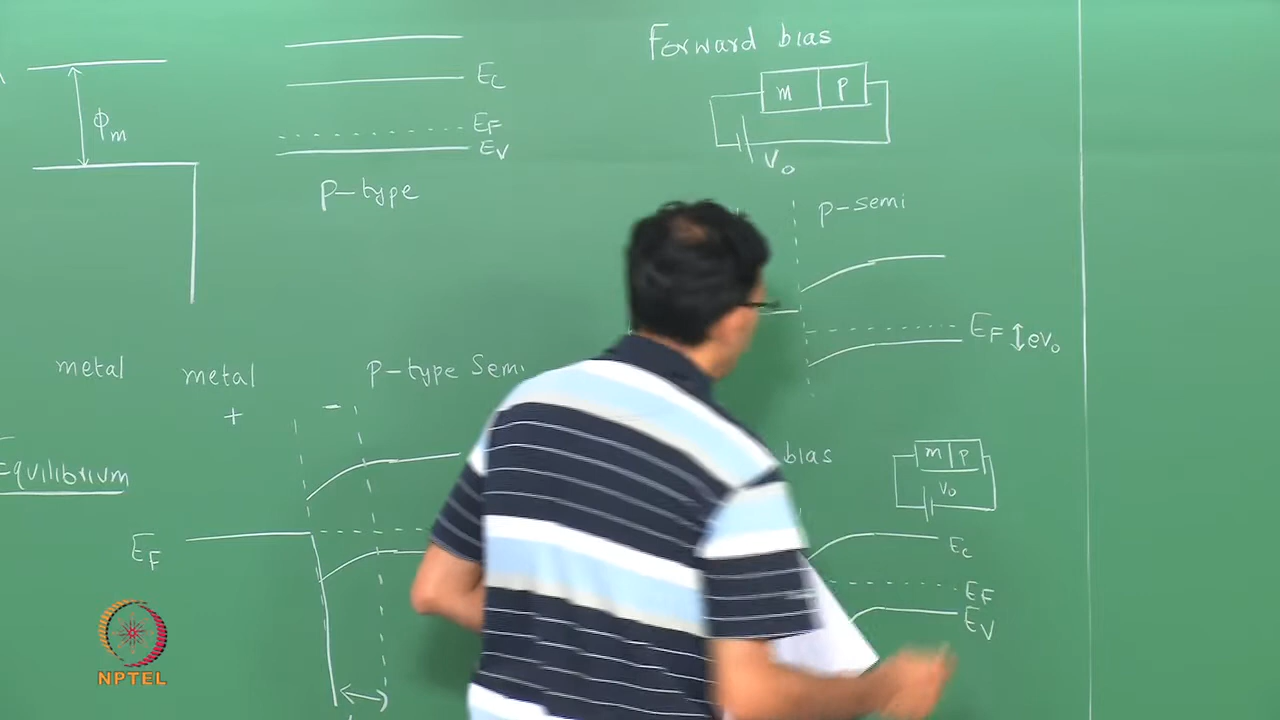 ϕm
EC
EF
EV
P-type
metal
Equilibrium
metal
+
p-type Semi
-
EF
Forward bias
m p
V0
p-semi
EF eV0
bias
m p
V0
EC
EF
EV
NPTEL